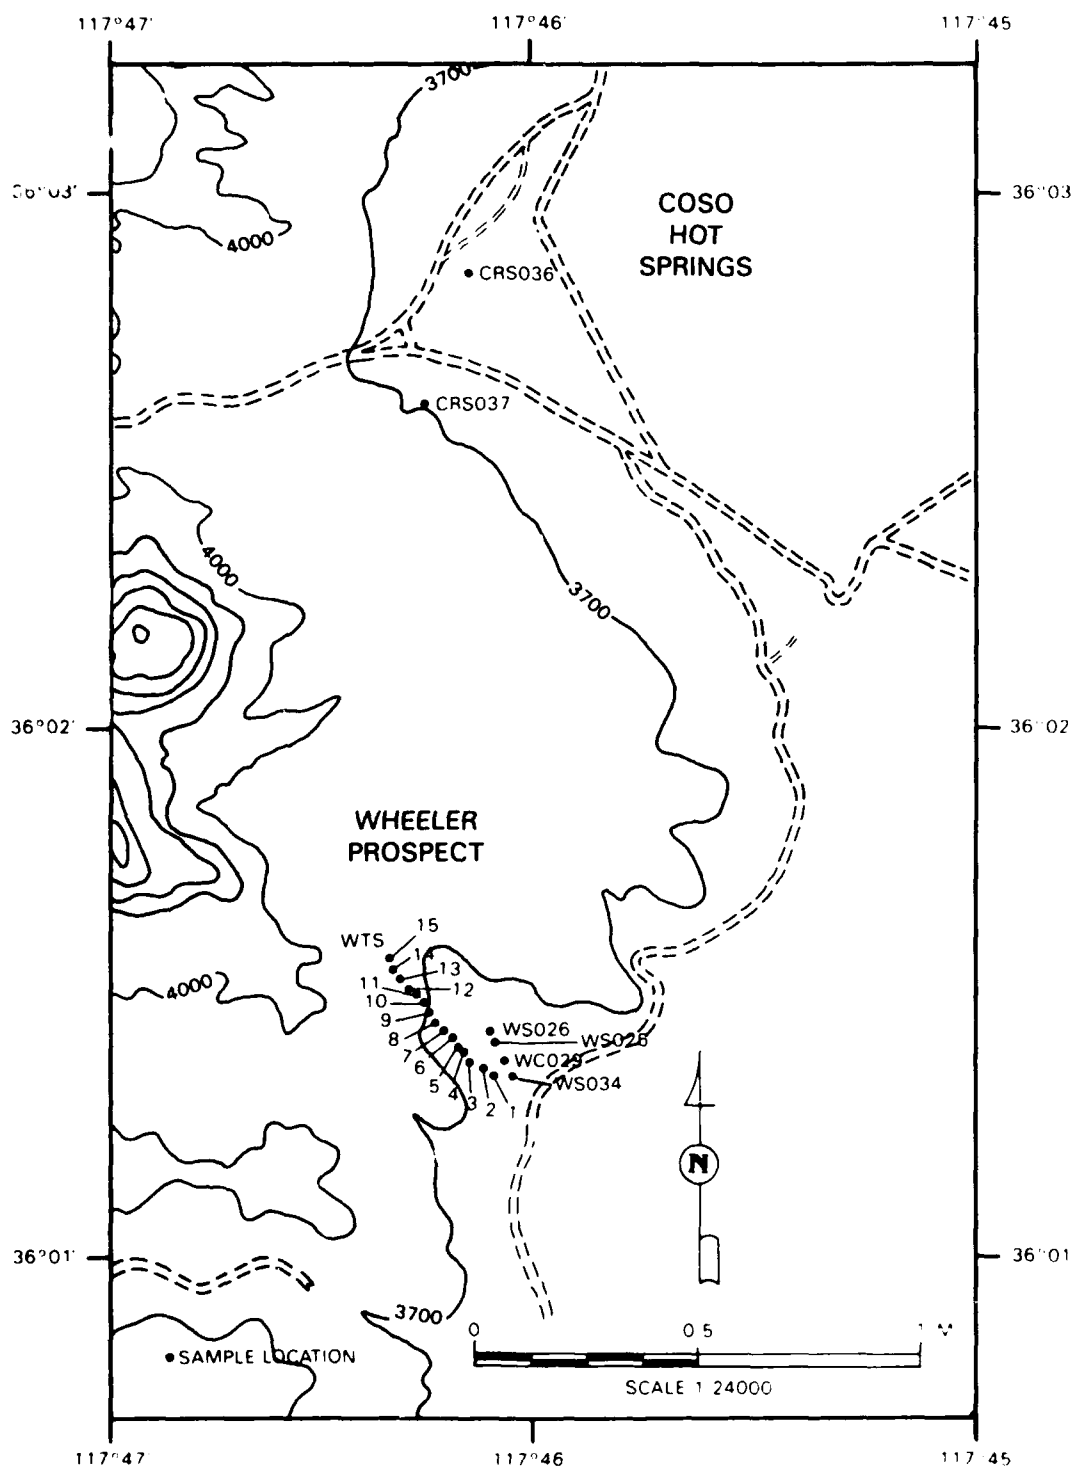 117°47' 117°46' 117°45
3700
36°03' 36°03
COSO
HOT
SPRINGS
4000
CRS036
CRS037
4000
3700
36°02' 36°02
WHEELER
PROSPECT
15
WTS
14
13
11 12
4000
10
9
8 WS026
WS026
7
6 WC029
5 WS034
4 3 2 1
N
36°01' 36°01
3700
0 0 5 1 M
SAMPLE LOCATION
SCALE 1 24000
117°47' 117°46' 117°45